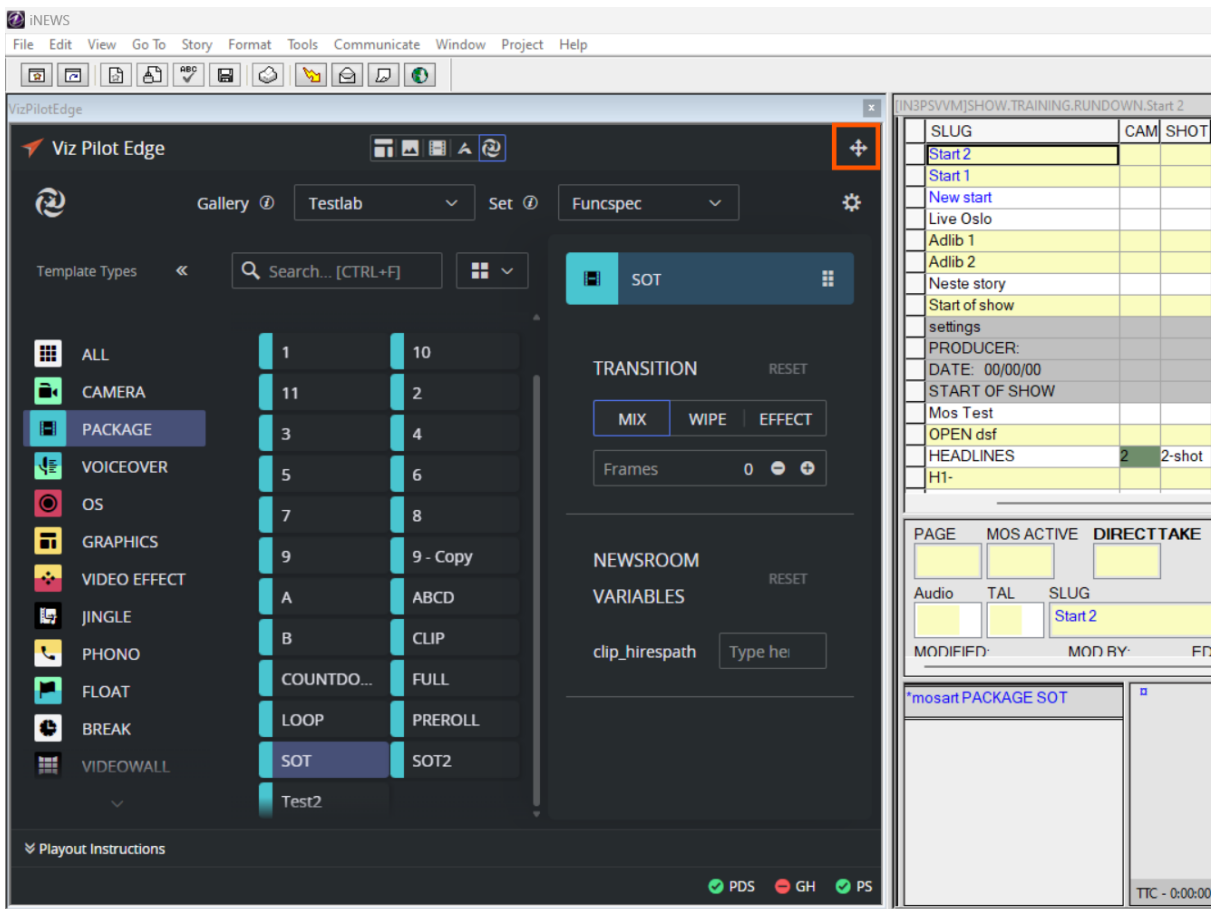 iNEWS
File Edit View Go To Story Format Tools Communicate Window Project Help
ABC
VizPilotEdge
Viz Pilot Edge
Gallery Testlab Set Funcspec
Template Types Search... [CTRL+F]
SOT
ALL
CAMERA
PACKAGE
VOICEOVER
OS
GRAPHICS
VIDEO EFFECT
JINGLE
PHONO
FLOAT
BREAK
VIDEOWALL
1 10
11 2
3 4
5 6
7 8
9 9 - Copy
A ABCD
B CLIP
COUNTDO... FULL
LOOP PREROLL
SOT SOT2
Test2
TRANSITION RESET
MIX WIPE EFFECT
Frames 0
NEWSROOM
VARIABLES
RESET
clip_hirespath Type he
Playout Instructions
PDS GH PS
[IN3PSVVM]SHOW.TRAINING.RUNDOWN.Start 2
SLUG CAM SHOT
Start 2
Start 1
New start
Live Oslo
Adlib 1
Adlib 2
Neste story
Start of show
settings
PRODUCER:
DATE: 00/00/00
START OF SHOW
Mos Test
OPEN dsf
HEADLINES 2 2-shot
H1-
PAGE MOS ACTIVE DIRECTTAKE
Audio TAL SLUG
Start 2
MODIFIED: MOD BY: ED
*mosart PACKAGE SOT
TTC - 0:00:00